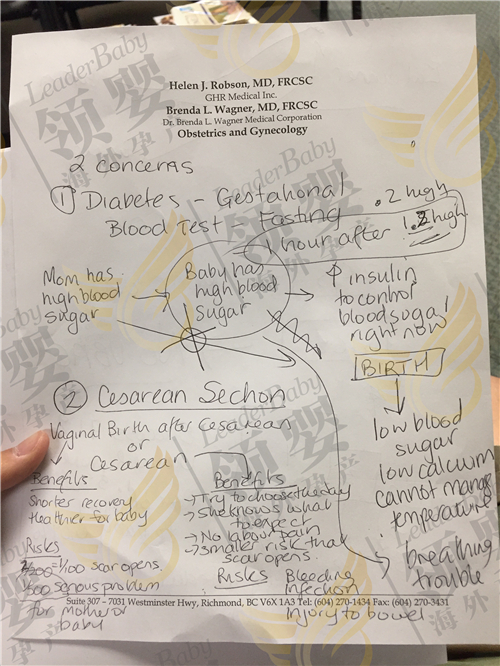 Helen J. Robson, MD, FRCSC
GHR Medical Inc.
Brenda L. Wagner, MD, FRCSC
Dr. Brenda L. Wagner Medical Corporation
Obstetrics and Gynecology
2 concerns
① Diabetes - Gestational
Blood Test - Fasting .2 high
1 hour after 1.2 high
Mom has
high blood
sugar
Baby has
high blood
sugar
↑ insulin
to control
blood sugar
right now
BIRTH
low blood
sugar
low calcium
cannot manage
temperature
breathing
trouble
② Cesarean Section
Vaginal Birth after Cesarean
or
Cesarean
Benefits
Shorter recovery
Healthier for baby
Risks
1/100 scar opens
1/500 serious problem
for mother or
baby
Benefits
→ Try to choose the day
→ She knows what
to expect
→ No labour pain
→ smaller risk that
scar opens
Risks
Bleeding
Infection
Injury to bowel
Suite 307 – 7031 Westminster Hwy, Richmond, BC V6X 1A3 Tel: (604) 270-1434 Fax: (604) 270-3431
LeaderBaby
领婴
海外孕产